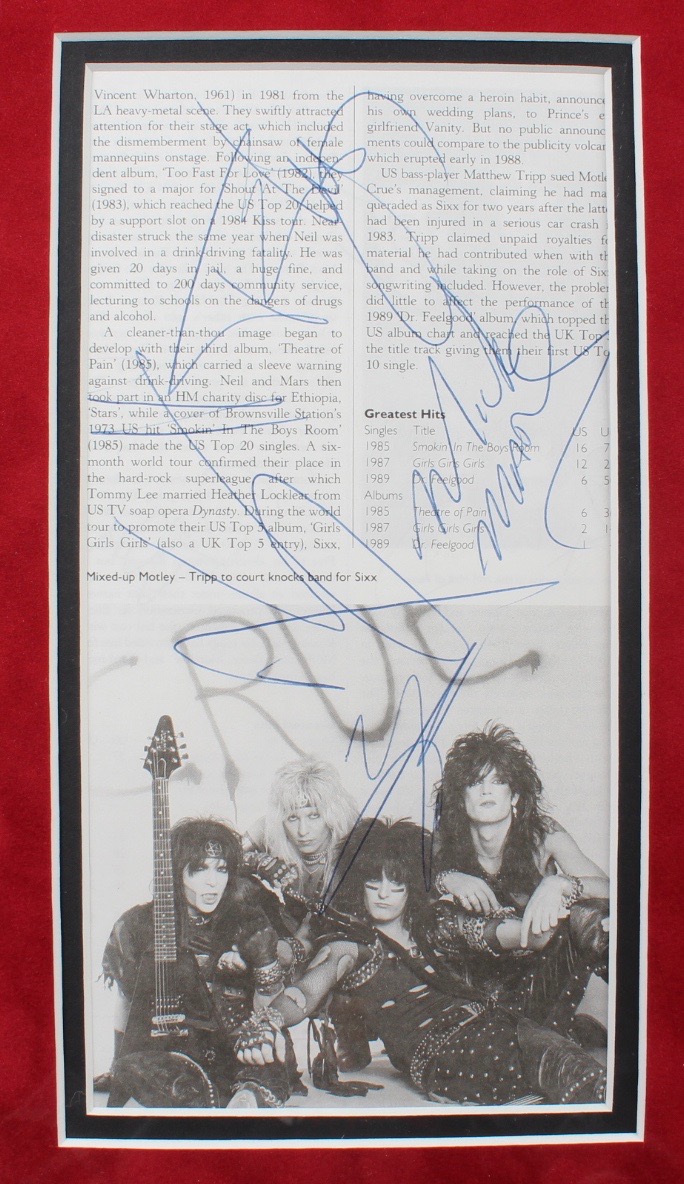 Vincent Wharton, 1961) in 1981 from the
LA heavy-metal scene. They swiftly attracted
attention for their stage act, which included
the dismemberment by chainsaw of female
mannequins onstage. Following an indepen-
dent album, 'Too Fast For Love' (1982), they
signed to a major for 'Shout At The Devil'
(1983), which reached the US Top 20, helped
by a support slot on a 1984 Kiss tour. Near-
disaster struck the same year when Neil was
involved in a drink-driving fatality. He was
given 20 days in jail, a huge fine, and
committed to 200 days community service,
lecturing to schools on the dangers of drugs
and alcohol.
A cleaner-than-thou image began to
develop with their third album, 'Theatre of
Pain' (1985), which carried a sleeve warning
against drink-driving. Neil and Mars then
took part in an HM charity disc for Ethiopia,
'Stars', while a cover of Brownsville Station's
1973 US hit 'Smokin' In The Boys Room'
(1985) made the US Top 20 singles. A six-
month world tour confirmed their place in
the hard-rock superleague, after which
Tommy Lee married Heather Locklear from
US TV soap opera Dynasty. During the world
tour to promote their US Top 5 album, 'Girls
Girls Girls' (also a UK Top 5 entry), Sixx,
having overcome a heroin habit, announce
his own wedding plans, to Prince's e
girlfriend Vanity. But no public announc
ments could compare to the publicity volcan
which erupted early in 1988.
US bass-player Matthew Tripp sued Motle
Crue's management, claiming he had ma
queraded as Sixx for two years after the latte
had been injured in a serious car crash i
1983. Tripp claimed unpaid royalties fo
material he had contributed when with th
band and while taking on the role of Six
songwriting included. However, the problem
did little to affect the performance of th
1989 'Dr. Feelgood' album, which topped th
US album chart and reached the UK Top
the title track giving them their first US To
10 single.
Greatest Hits
Singles Title US U
1985 Smokin' In The Boys Room 16 7
1987 Girls Girls Girls 12 2
1989 Dr. Feelgood 6 5
Albums
1985 Theatre of Pain 6 3
1987 Girls Girls Girls 2 1
1989 Dr. Feelgood 1
Mixed-up Motley – Tripp to court knocks band for Sixx
Mick
Mars
CRUE